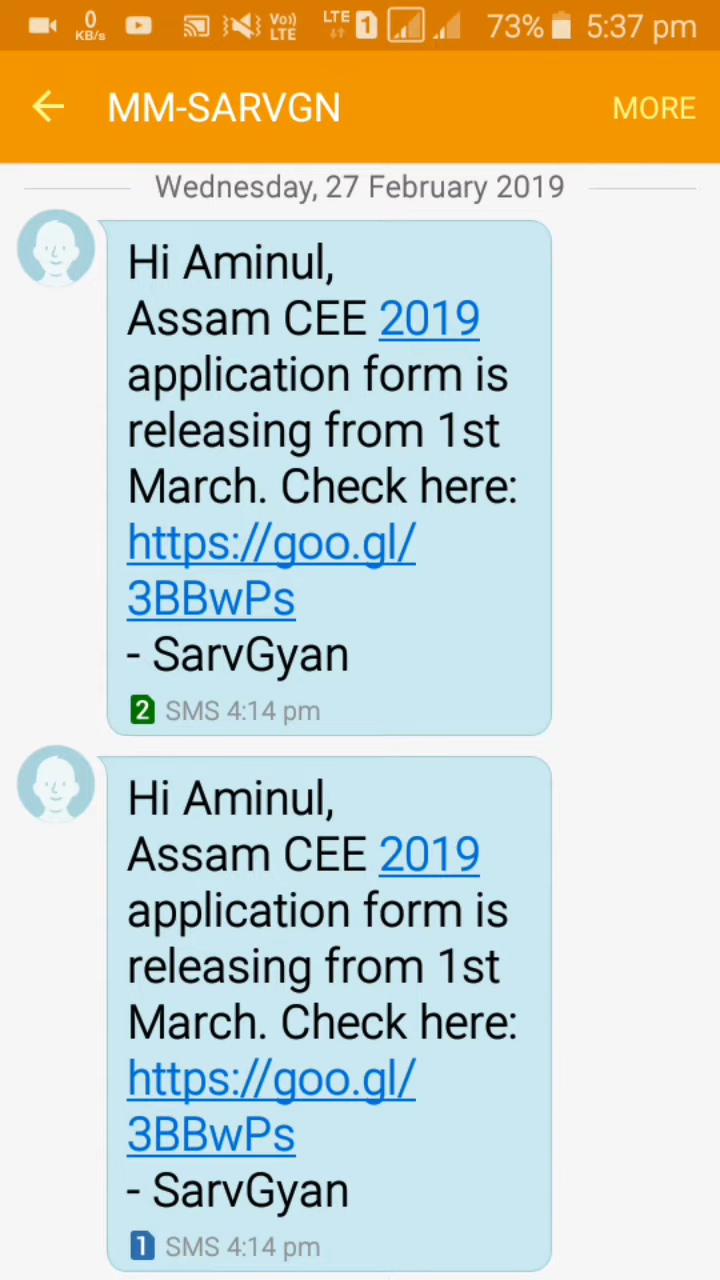 0 KB/s Vo)) LTE LTE 1 73% 5:37 pm
MM-SARVGN MORE
Wednesday, 27 February 2019
Hi Aminul,
Assam CEE 2019
application form is
releasing from 1st
March. Check here:
https://goo.gl/
3BBwPs
- SarvGyan
2 SMS 4:14 pm
Hi Aminul,
Assam CEE 2019
application form is
releasing from 1st
March. Check here:
https://goo.gl/
3BBwPs
- SarvGyan
1 SMS 4:14 pm